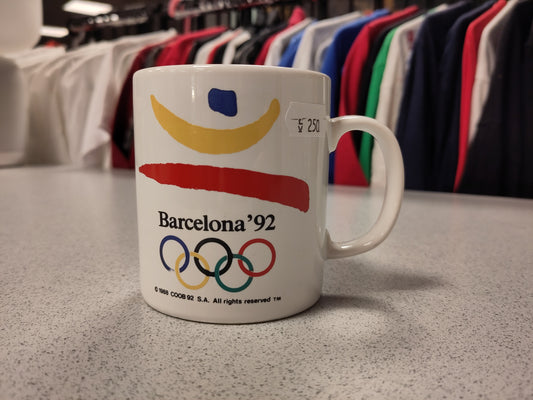 250
Barcelona'92
© 1988 COOB 92 S.A. All rights reserved TM